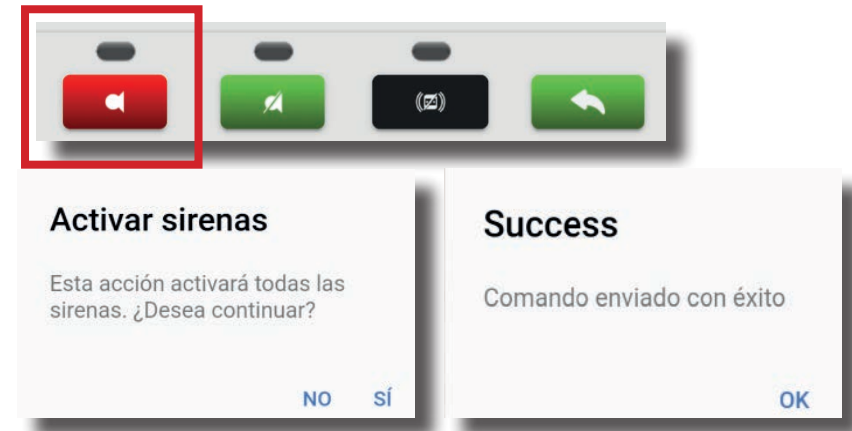 Activar sirenas
Esta acción activará todas las
sirenas. ¿Desea continuar?
NO SÍ
Success
Comando enviado con éxito
OK